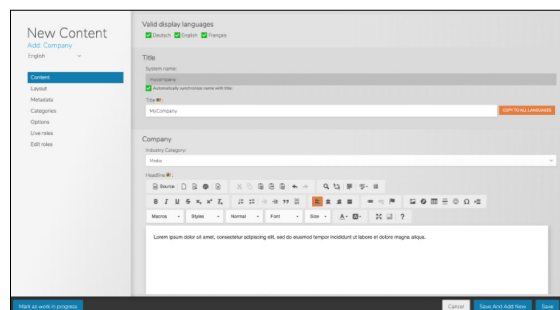 New Content
Add: Company
English
Content
Layout
Metadata
Categories
Options
Live roles
Edit roles
Valid display languages
Deutsch English Français
Title
System name:
mycompany
Automatically synchronize name with title.
Title
MyCompany
COPY TO ALL LANGUAGES
Company
Industry Category:
Media
Headline
Source
B I U S x₂ x² Tx
Macros Styles Normal Font Size A A ?
Lorem ipsum dolor sit amet, consectetur adipiscing elit, sed do eiusmod tempor incididunt ut labore et dolore magna aliqua.
Mark as work in progress
Cancel Save And Add New Save